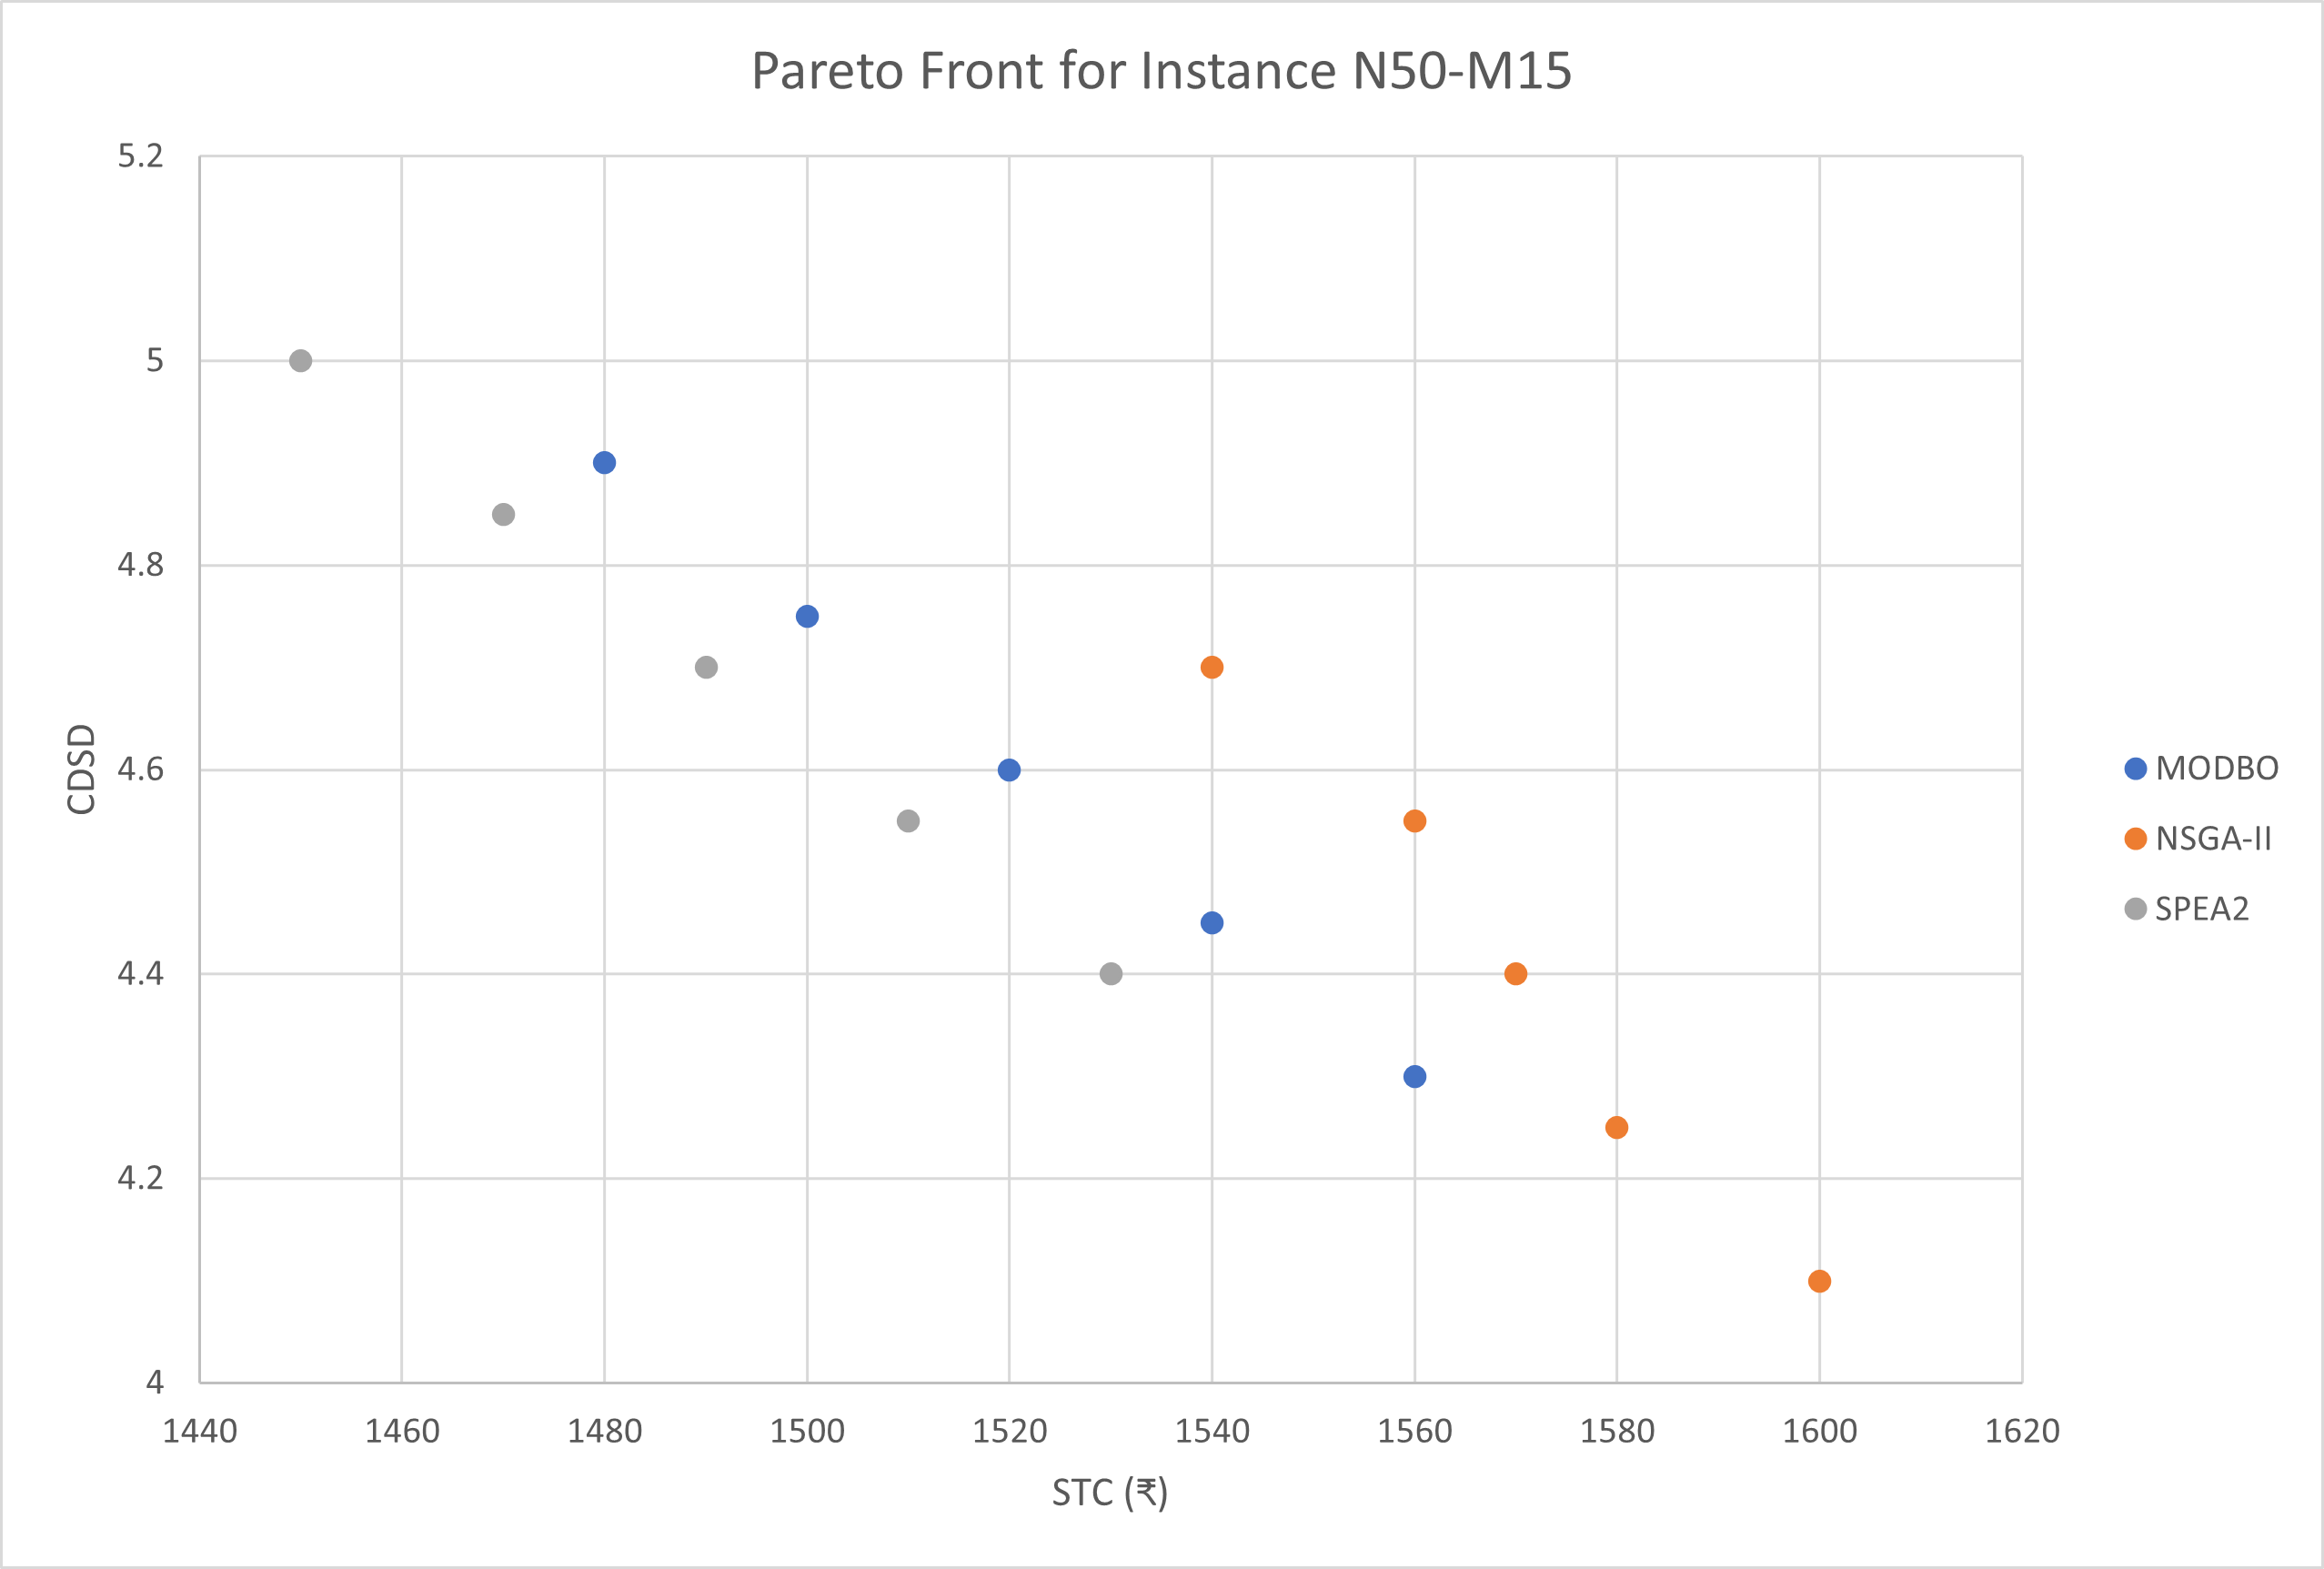 Pareto Front for Instance N50-M15
5.2
5
4.8
4.6
4.4
4.2
4
CDSD
1440 1460 1480 1500 1520 1540 1560 1580 1600 1620
STC (₹)
MODBO
NSGA-II
SPEA2